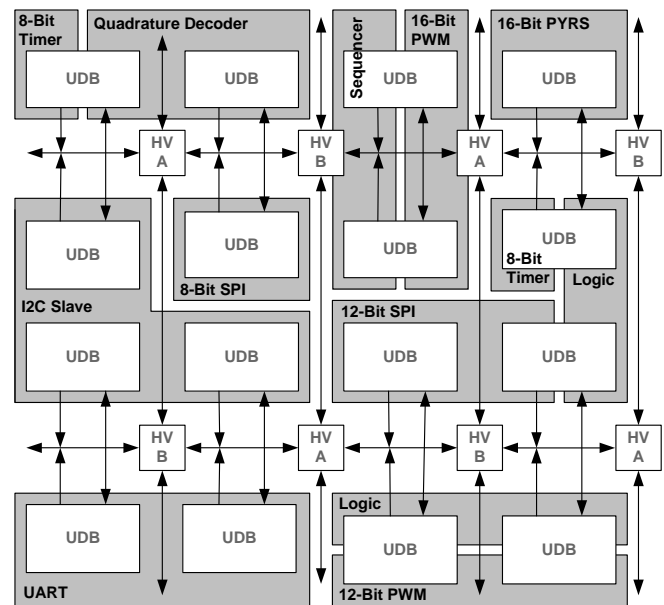 8-Bit
Timer
Quadrature Decoder
Sequencer
16-Bit
PWM
16-Bit PYRS
UDB
UDB
UDB
UDB
UDB
HV
A
HV
B
HV
A
HV
B
UDB
UDB
UDB
UDB
8-Bit
Timer
Logic
8-Bit SPI
I2C Slave
12-Bit SPI
UDB
UDB
UDB
UDB
HV
B
HV
A
HV
B
HV
A
Logic
UDB
UDB
UDB
UDB
UART
12-Bit PWM